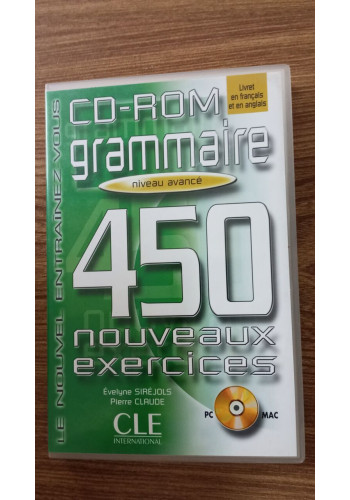 LE NOUVEL ENTRAINEZ VOUS
CD-ROM
Livret
en français
et en anglais
grammaire
niveau avancé
450
nouveaux
exercices
Évelyne SIRÉJOLS
Pierre CLAUDE
CLE
INTERNATIONAL
PC MAC